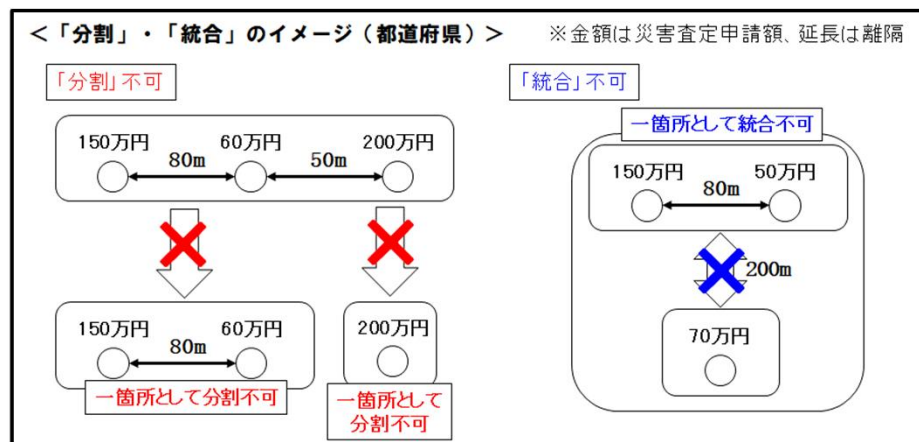 ＜「分割」・「統合」のイメージ（都道府県）＞　※金額は災害査定申請額、延長は離隔
「分割」不可
150万円　60万円　200万円
80m　50m
150万円　60万円
80m
一箇所として分割不可
200万円
一箇所として
分割不可
「統合」不可
一箇所として統合不可
150万円　50万円
80m
200m
70万円